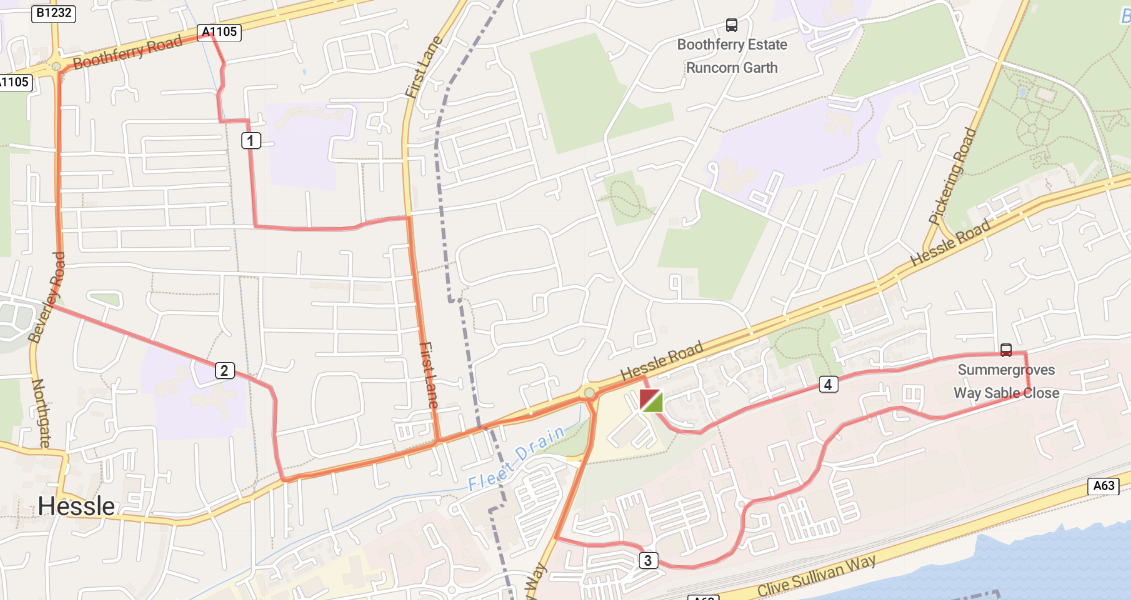 B1232
A1105
Boothferry Road
A1105
First Lane
Boothferry Estate
Runcorn Garth
1
Pickering Road
Hessle Road
Beverley Road
First Lane
Hessle Road
2
Summergroves
Way Sable Close
4
Northgate
Fleet Drain
Hessle
A63
3
Clive Sullivan Way
Way